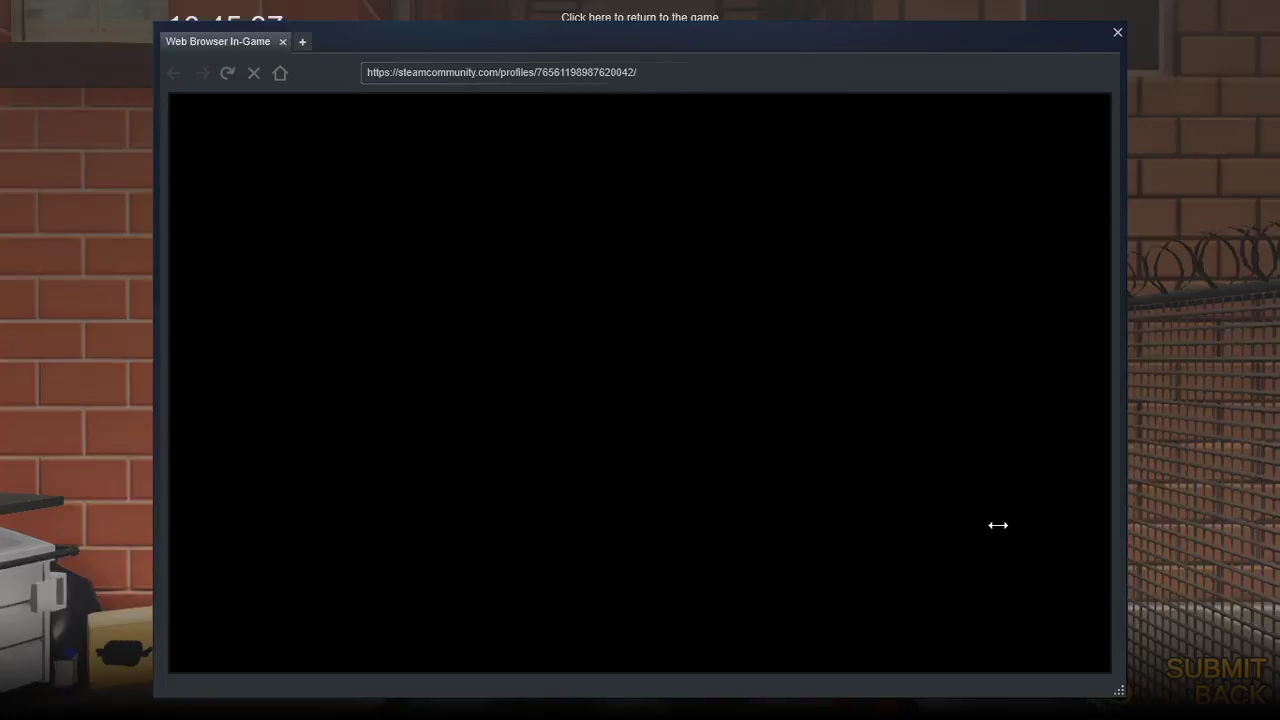 Click here to return to the game
Web Browser In-Game
https://steamcommunity.com/profiles/76561198987620042/
SUBMIT
BACK